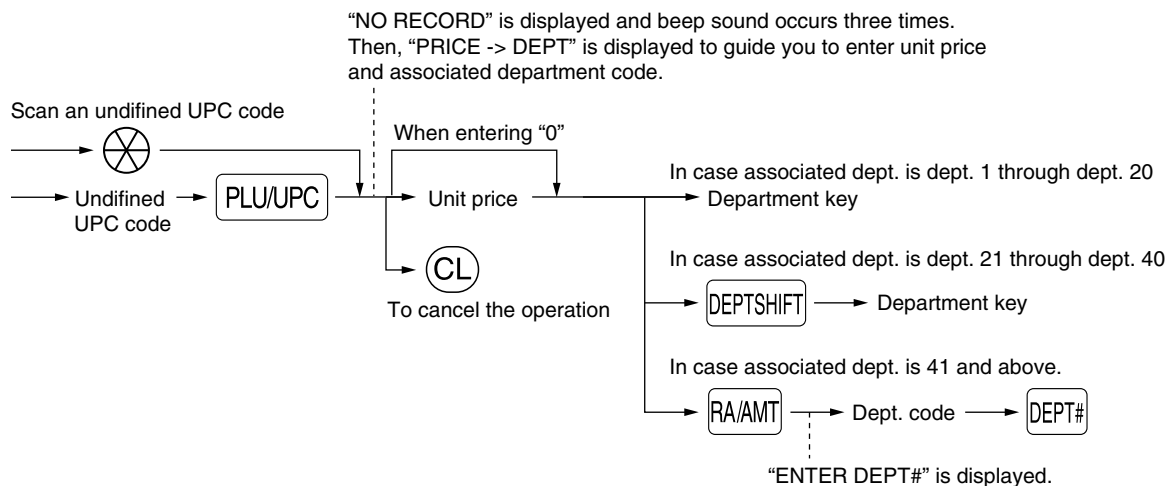 “NO RECORD” is displayed and beep sound occurs three times.
Then, “PRICE -> DEPT” is displayed to guide you to enter unit price
and associated department code.
Scan an undifined UPC code
When entering “0”
In case associated dept. is dept. 1 through dept. 20
Undifined
UPC code
PLU/UPC
Unit price
Department key
In case associated dept. is dept. 21 through dept. 40
CL
To cancel the operation
DEPTSHIFT
Department key
In case associated dept. is 41 and above.
RA/AMT
Dept. code
DEPT#
“ENTER DEPT#” is displayed.